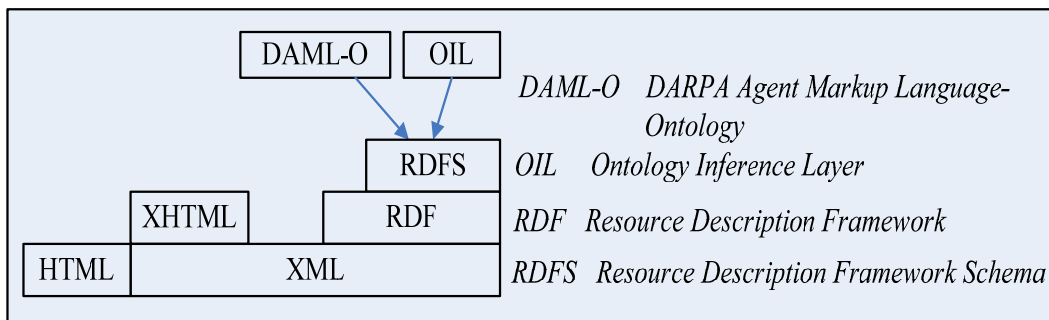 DAML-O OIL
DAML-O DARPA Agent Markup Language-
Ontology
RDFS OIL Ontology Inference Layer
XHTML RDF RDF Resource Description Framework
HTML XML RDFS Resource Description Framework Schema